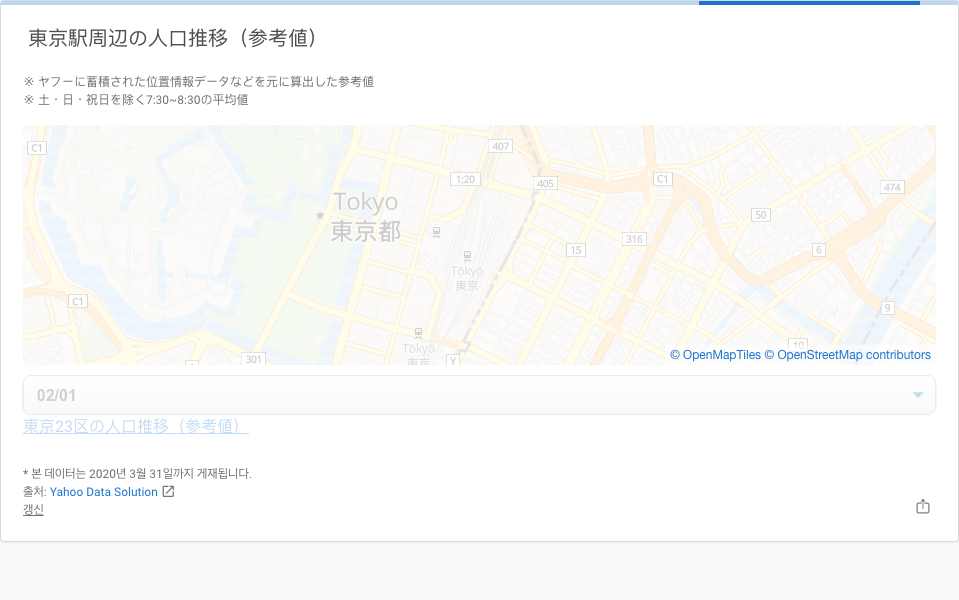 東京駅周辺の人口推移（参考値）
※ ヤフーに蓄積された位置情報データなどを元に算出した参考値
※ 土・日・祝日を除く7:30~8:30の平均値
C1
407
1;20
405
C1
474
Tokyo
東京都
50
316
15
6
Tōkyō
東京
C1
9
10
Tōkyō
東京
301
1
Y
© OpenMapTiles © OpenStreetMap contributors
02/01
東京23区の人口推移（参考値）
* 본 데이터는 2020년 3월 31일까지 게재됩니다.
출처: Yahoo Data Solution
갱신